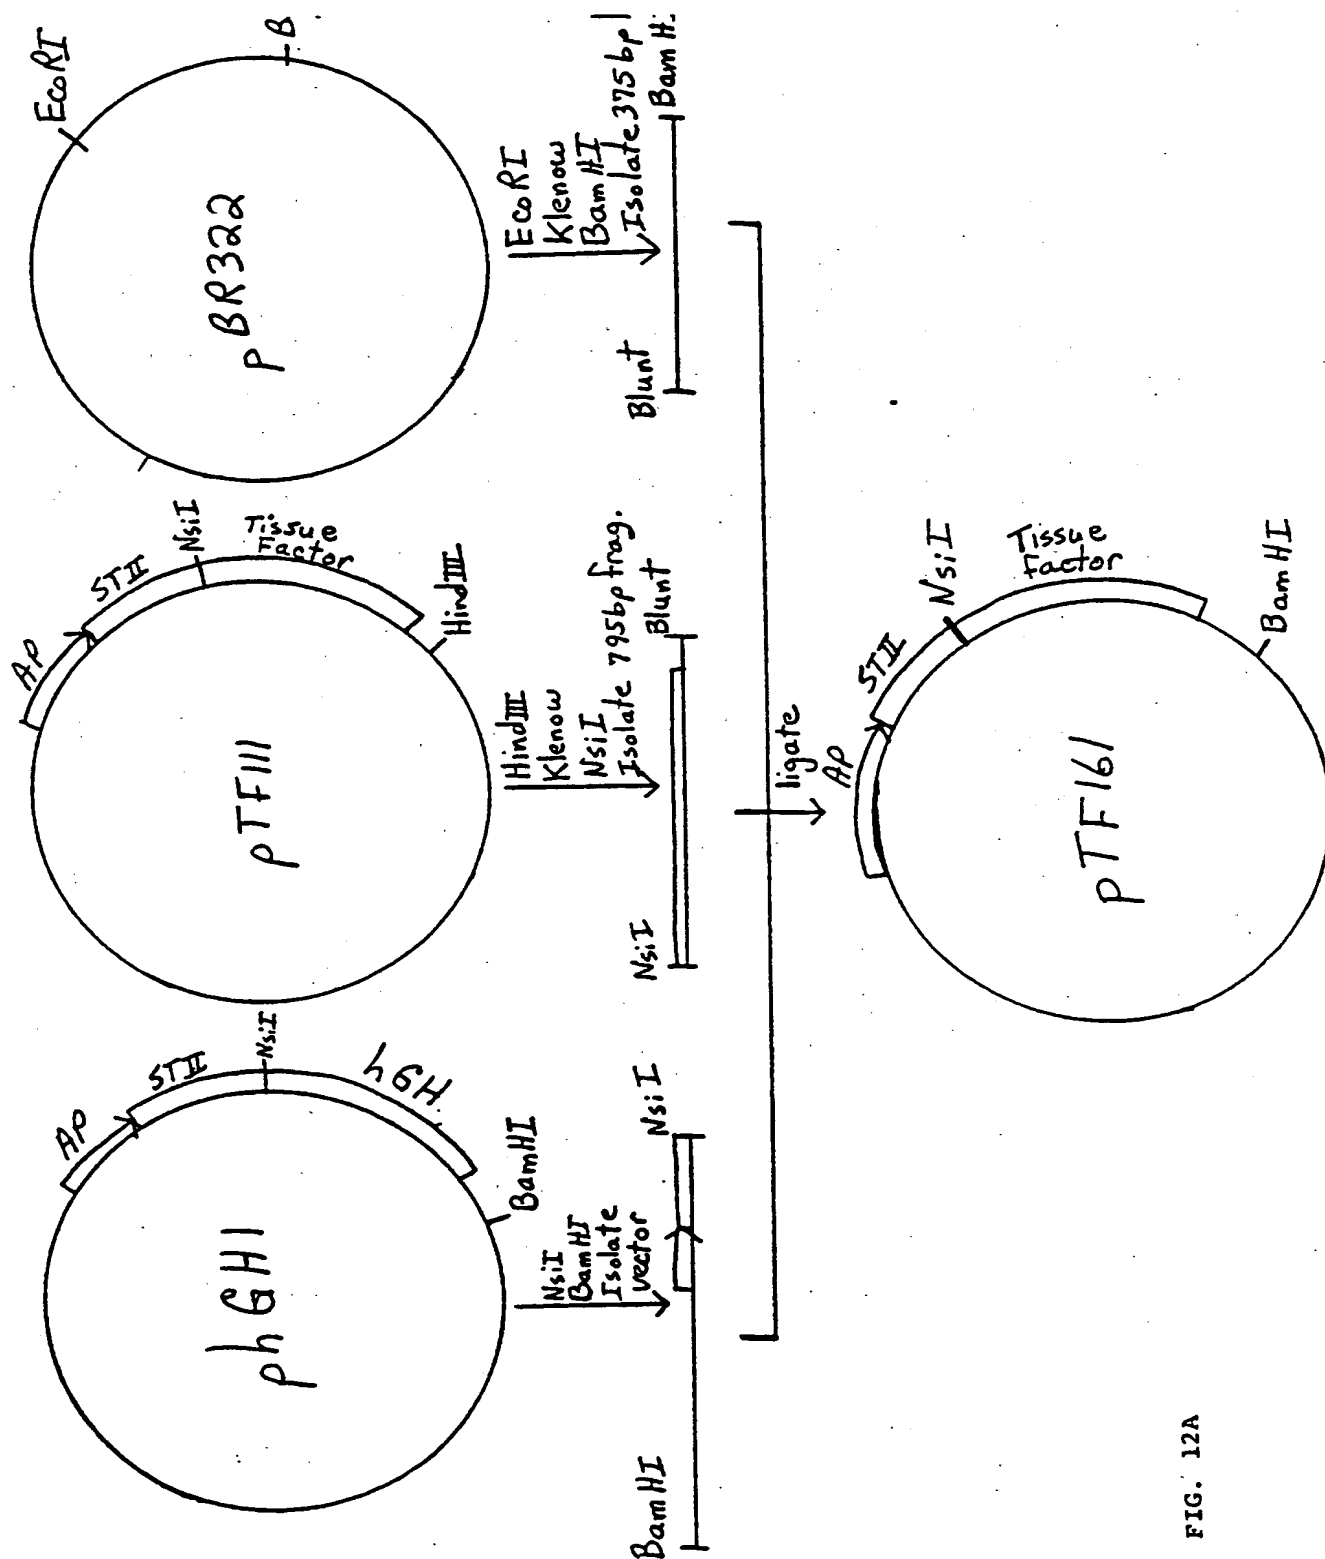 AP
STII
NsiI
hGH
BamHI
phGH1
AP
STII
NsiI
Tissue
Factor
HindIII
pTF111
EcoRI
B
pBR322
NsiI
BamHI
Isolate
vector
HindIII
Klenow
NsiI
Isolate 795bp frag.
EcoRI
Klenow
BamHI
Isolate 375bp
BamHI
NsiI
NsiI
Blunt
Blunt
Bam H
ligate
AP
STII
NsiI
Tissue
Factor
BamHI
pTF161
FIG. 12A